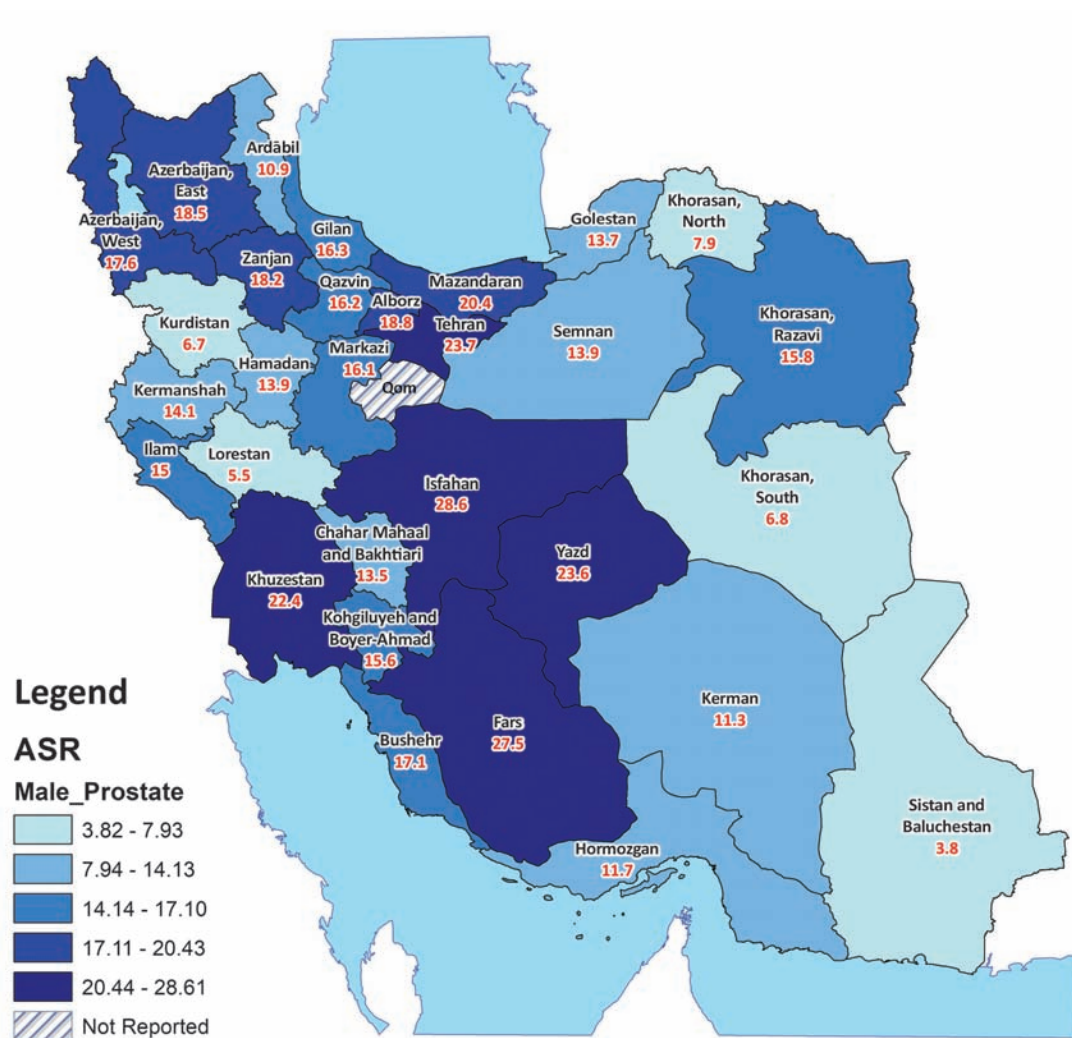 Ardābil
10.9
Azerbaijan,
East
18.5
Azerbaijan,
West
17.6
Gilan
16.3
Zanjan
18.2
Qazvin
16.2
Alborz
18.8
Mazandaran
20.4
Tehran
23.7
Golestan
13.7
Khorasan,
North
7.9
Khorasan,
Razavi
15.8
Semnan
13.9
Kurdistan
6.7
Hamadan
13.9
Markazi
16.1
Qom
Kermanshah
14.1
Ilam
15
Lorestan
5.5
Isfahan
28.6
Khorasan,
South
6.8
Chahar Mahaal
and Bakhtiari
13.5
Yazd
23.6
Khuzestan
22.4
Kohgiluyeh and
Boyer-Ahmad
15.6
Kerman
11.3
Fars
27.5
Bushehr
17.1
Sistan and
Baluchestan
3.8
Hormozgan
11.7
Legend
ASR
Male_Prostate
3.82 - 7.93
7.94 - 14.13
14.14 - 17.10
17.11 - 20.43
20.44 - 28.61
Not Reported